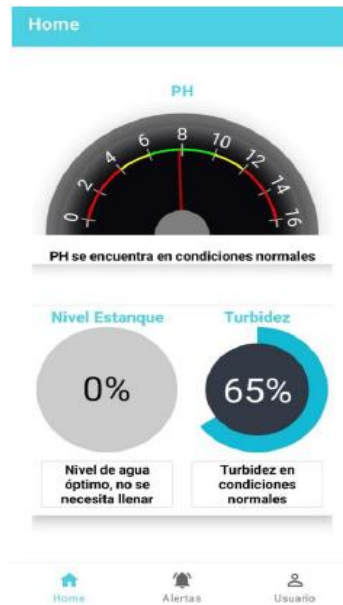 Home
PH
0 2 4 6 8 10 12 14 16
PH se encuentra en condiciones normales
Nivel Estanque Turbidez
0% 65%
Nivel de agua
óptimo, no se
necesita llenar
Turbidez en
condiciones
normales
Home Alertas Usuario